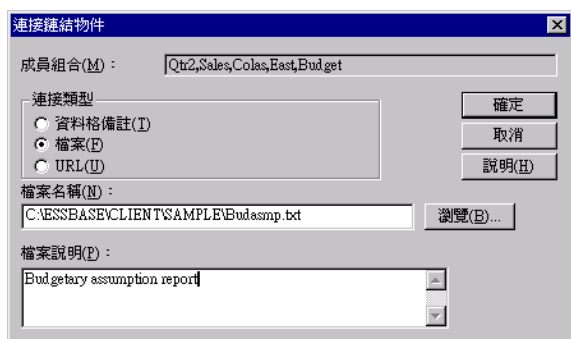 連接鏈結物件
成員組合(M)： Qtr2,Sales,Colas,East,Budget
連接類型
資料格備註(T)
檔案(F)
URL(U)
確定
取消
說明(H)
檔案名稱(N)：
C:\ESSBASE\CLIENT\SAMPLE\Budasmp.txt
瀏覽(B)...
檔案說明(P)：
Budgetary assumption report